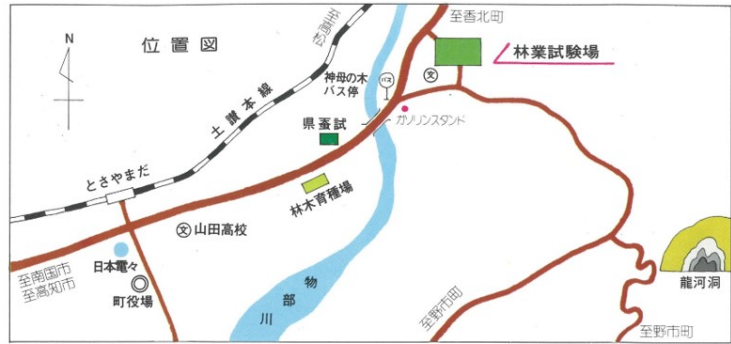 位置図
N
至高松
至香北町
林業試験場
文
神母の木
バス停
バス
ガソリンスタンド
土讃本線
県蚕試
とさやまだ
林木育種場
文
山田高校
日本電々
町役場
至南国市
至高知市
物部川
至野市町
至野市町
龍河洞